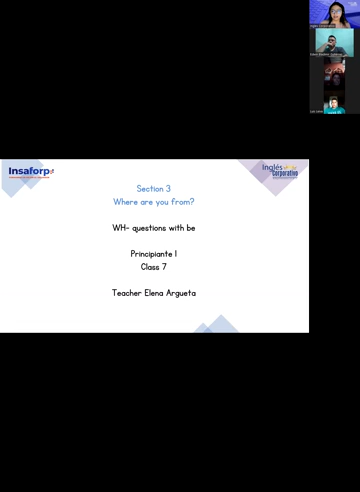 Insaforp
Inglés
Corporativo
Section 3
Where are you from?
WH- questions with be
Principiante I
Class 7
Teacher Elena Argueta